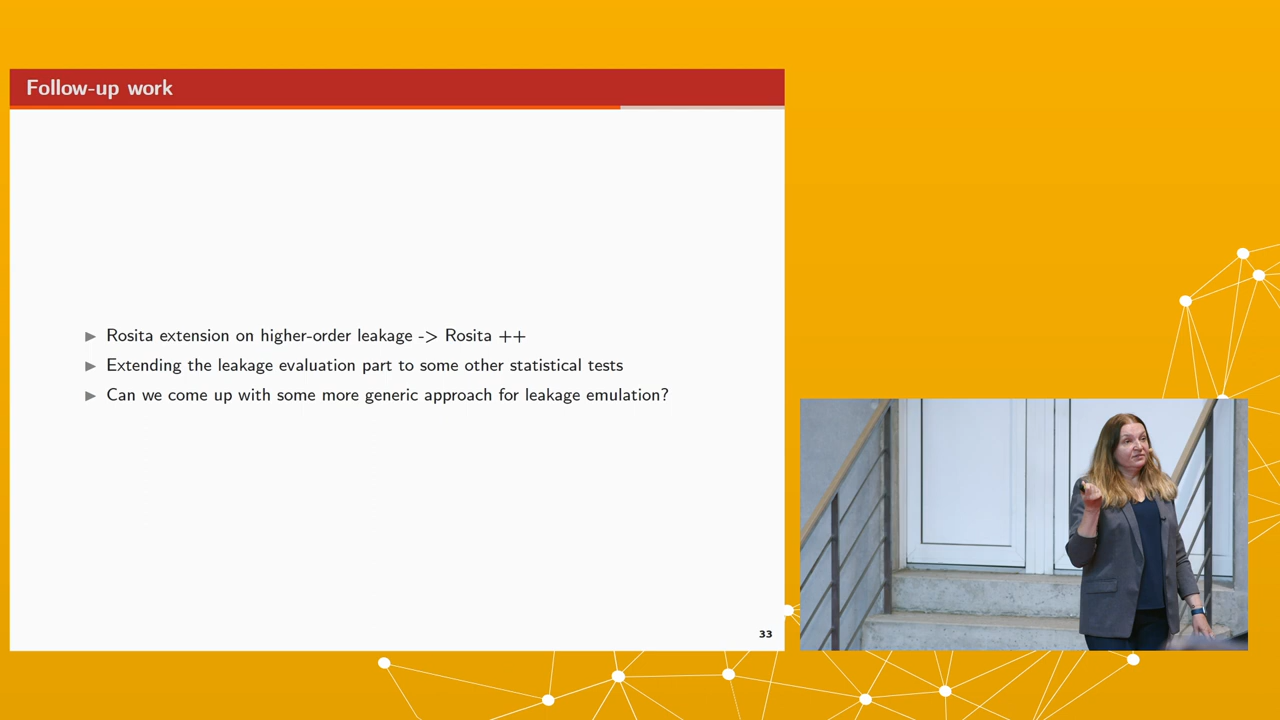 Follow-up work
▶ Rosita extension on higher-order leakage -> Rosita ++
▶ Extending the leakage evaluation part to some other statistical tests
▶ Can we come up with some more generic approach for leakage emulation?
33